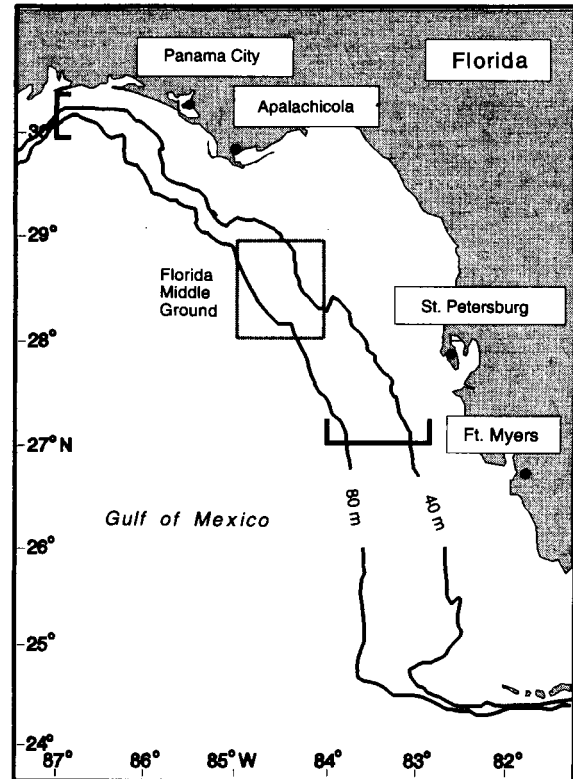 Panama City
Florida
Apalachicola
30°
29°
Florida
Middle
Ground
St. Petersburg
28°
27°N
Ft. Myers
80 m
40 m
Gulf of Mexico
26°
25°
24°
87°
86°
85°W
84°
83°
82°